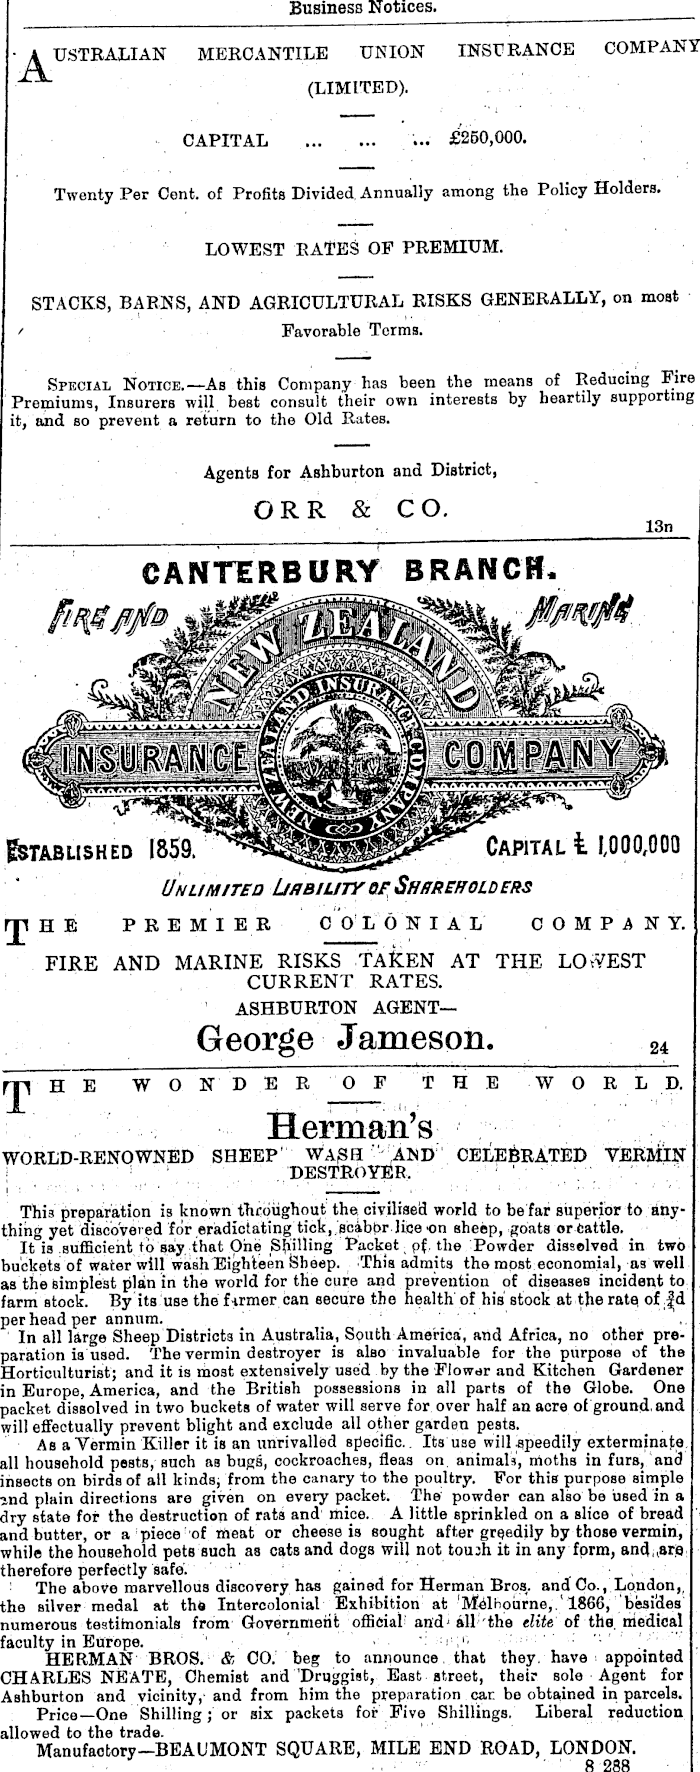 Business Notices.
AUSTRALIAN MERCANTILE UNION INSURANCE COMPANY
(LIMITED).
CAPITAL ... ... ... £250,000.
Twenty Per Cent. of Profits Divided Annually among the Policy Holders.
LOWEST RATES OF PREMIUM.
STACKS, BARNS, AND AGRICULTURAL RISKS GENERALLY, on most
Favorable Terms.
SPECIAL NOTICE.—As this Company has been the means of Reducing Fire
Premiums, Insurers will best consult their own interests by heartily supporting
it, and so prevent a return to the Old Rates.
Agents for Ashburton and District,
ORR & CO.
13n
CANTERBURY BRANCH.
FIRE AND MARINE
NEW ZEALAND
NEW ZEALAND INSURANCE COMPANY
INSURANCE COMPANY
ESTABLISHED 1859. CAPITAL £ 1,000,000
UNLIMITED LIABILITY OF SHAREHOLDERS
THE PREMIER COLONIAL COMPANY.
FIRE AND MARINE RISKS TAKEN AT THE LOWEST
CURRENT RATES.
ASHBURTON AGENT—
George Jameson.
24
THE WONDER OF THE WORLD.
Herman's
WORLD-RENOWNED SHEEP WASH AND CELEBRATED VERMIN
DESTROYER.
This preparation is known throughout the civilised world to be far superior to any-
thing yet discovered for eradictating tick, scab or lice on sheep, goats or cattle.
It is sufficient to say that One Shilling Packet of the Powder dissolved in two
buckets of water will wash Eighteen Sheep. This admits the most economial, as well
as the simplest plan in the world for the cure and prevention of diseases incident to
farm stock. By its use the farmer can secure the health of his stock at the rate of ¾d
per head per annum.
In all large Sheep Districts in Australia, South America, and Africa, no other pre-
paration is used. The vermin destroyer is also invaluable for the purpose of the
Horticulturist; and it is most extensively used by the Flower and Kitchen Gardener
in Europe, America, and the British possessions in all parts of the Globe. One
packet dissolved in two buckets of water will serve for over half an acre of ground and
will effectually prevent blight and exclude all other garden pests.
As a Vermin Killer it is an unrivalled specific. Its use will speedily exterminate
all household pests, such as bugs, cockroaches, fleas on animals, moths in furs, and
insects on birds of all kinds, from the canary to the poultry. For this purpose simple
and plain directions are given on every packet. The powder can also be used in a
dry state for the destruction of rats and mice. A little sprinkled on a slice of bread
and butter, or a piece of meat or cheese is sought after greedily by those vermin,
while the household pets such as cats and dogs will not touch it in any form, and are
therefore perfectly safe.
The above marvellous discovery has gained for Herman Bros. and Co., London,
the silver medal at the Intercolonial Exhibition at Melbourne, 1866, besides
numerous testimonials from Government official and all the elite of the medical
faculty in Europe.
HERMAN BROS. & CO. beg to announce that they have appointed
CHARLES NEATE, Chemist and Druggist, East street, their sole Agent for
Ashburton and vicinity, and from him the preparation can be obtained in parcels.
Price—One Shilling; or six packets for Five Shillings. Liberal reduction
allowed to the trade.
Manufactory—BEAUMONT SQUARE, MILE END ROAD, LONDON.
8 288